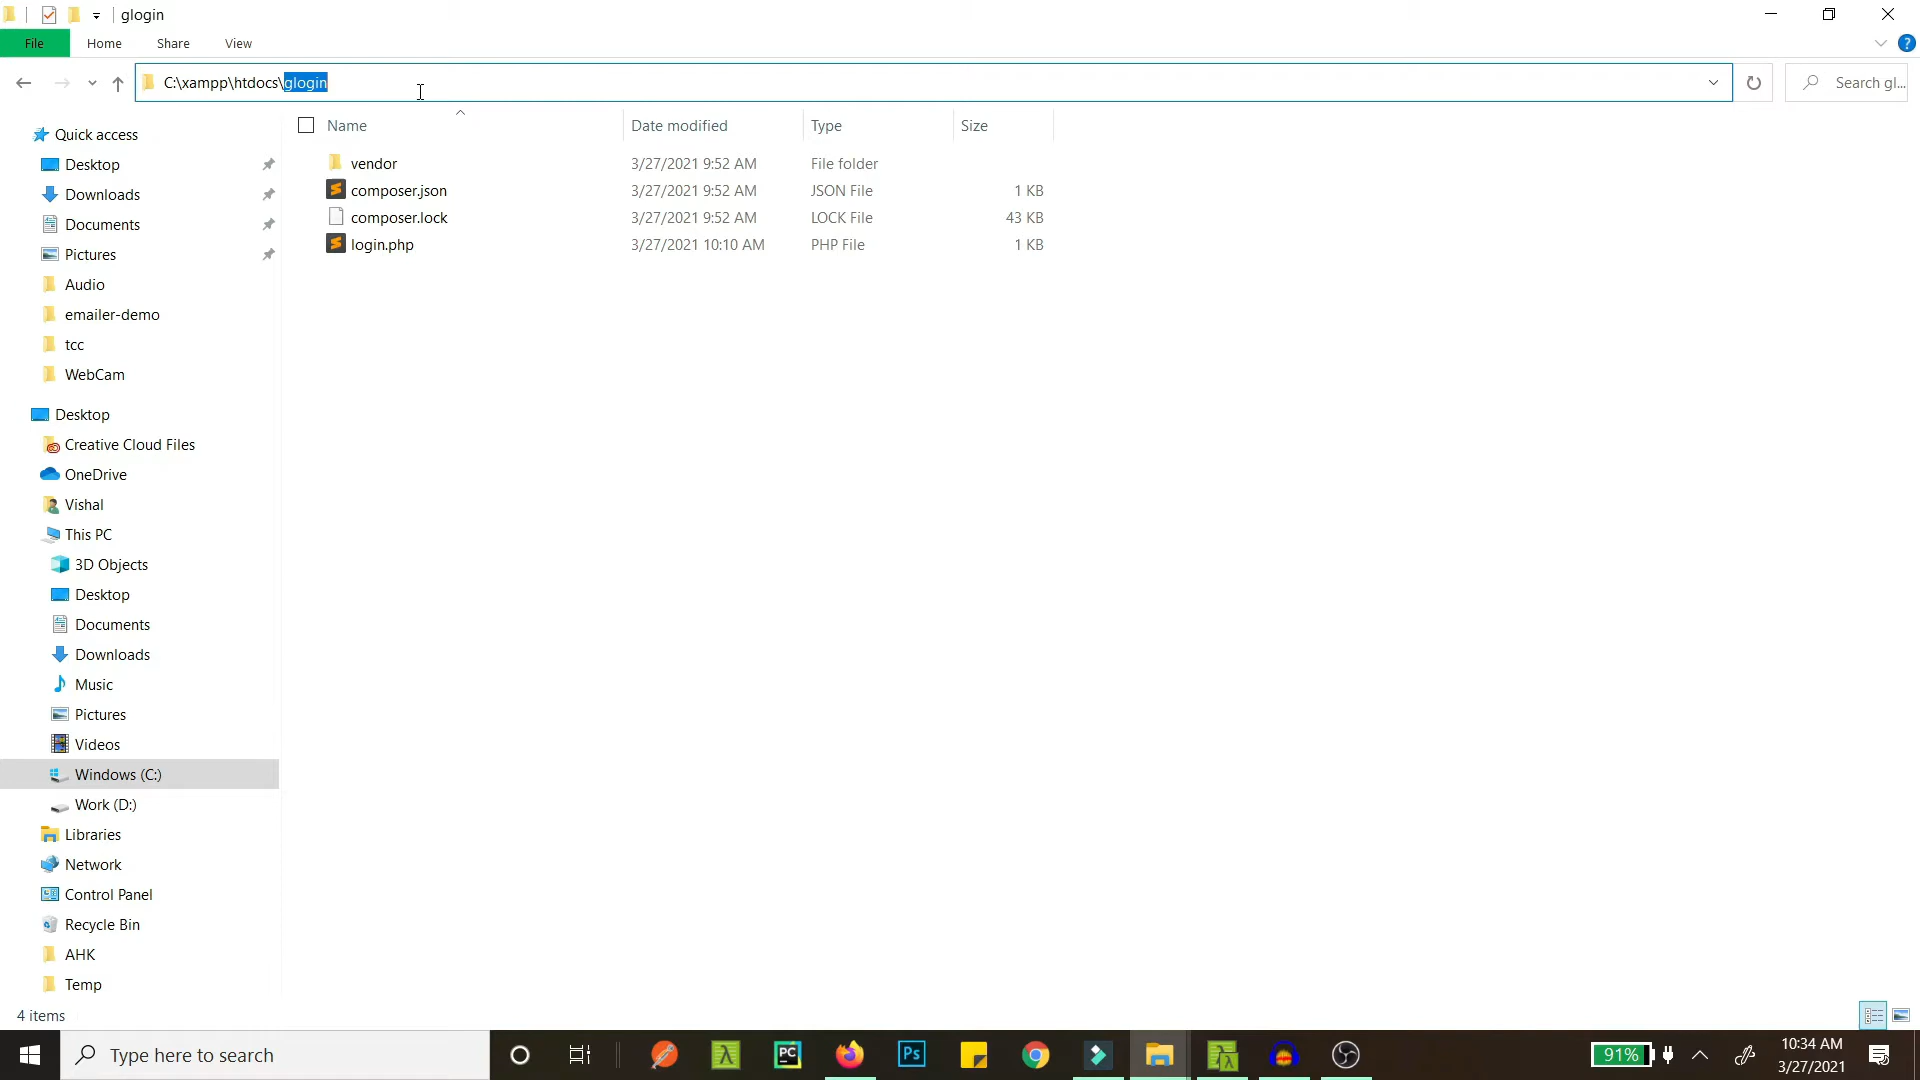 glogin
File Home Share View
C:\xampp\htdocs\glogin
Search gl...
Name Date modified Type Size
vendor 3/27/2021 9:52 AM File folder
composer.json 3/27/2021 9:52 AM JSON File 1 KB
composer.lock 3/27/2021 9:52 AM LOCK File 43 KB
login.php 3/27/2021 10:10 AM PHP File 1 KB
Quick access
Desktop
Downloads
Documents
Pictures
Audio
emailer-demo
tcc
WebCam
Desktop
Creative Cloud Files
OneDrive
Vishal
This PC
3D Objects
Desktop
Documents
Downloads
Music
Pictures
Videos
Windows (C:)
Work (D:)
Libraries
Network
Control Panel
Recycle Bin
AHK
Temp
4 items
Type here to search
PC
Ps
91%
10:34 AM
3/27/2021